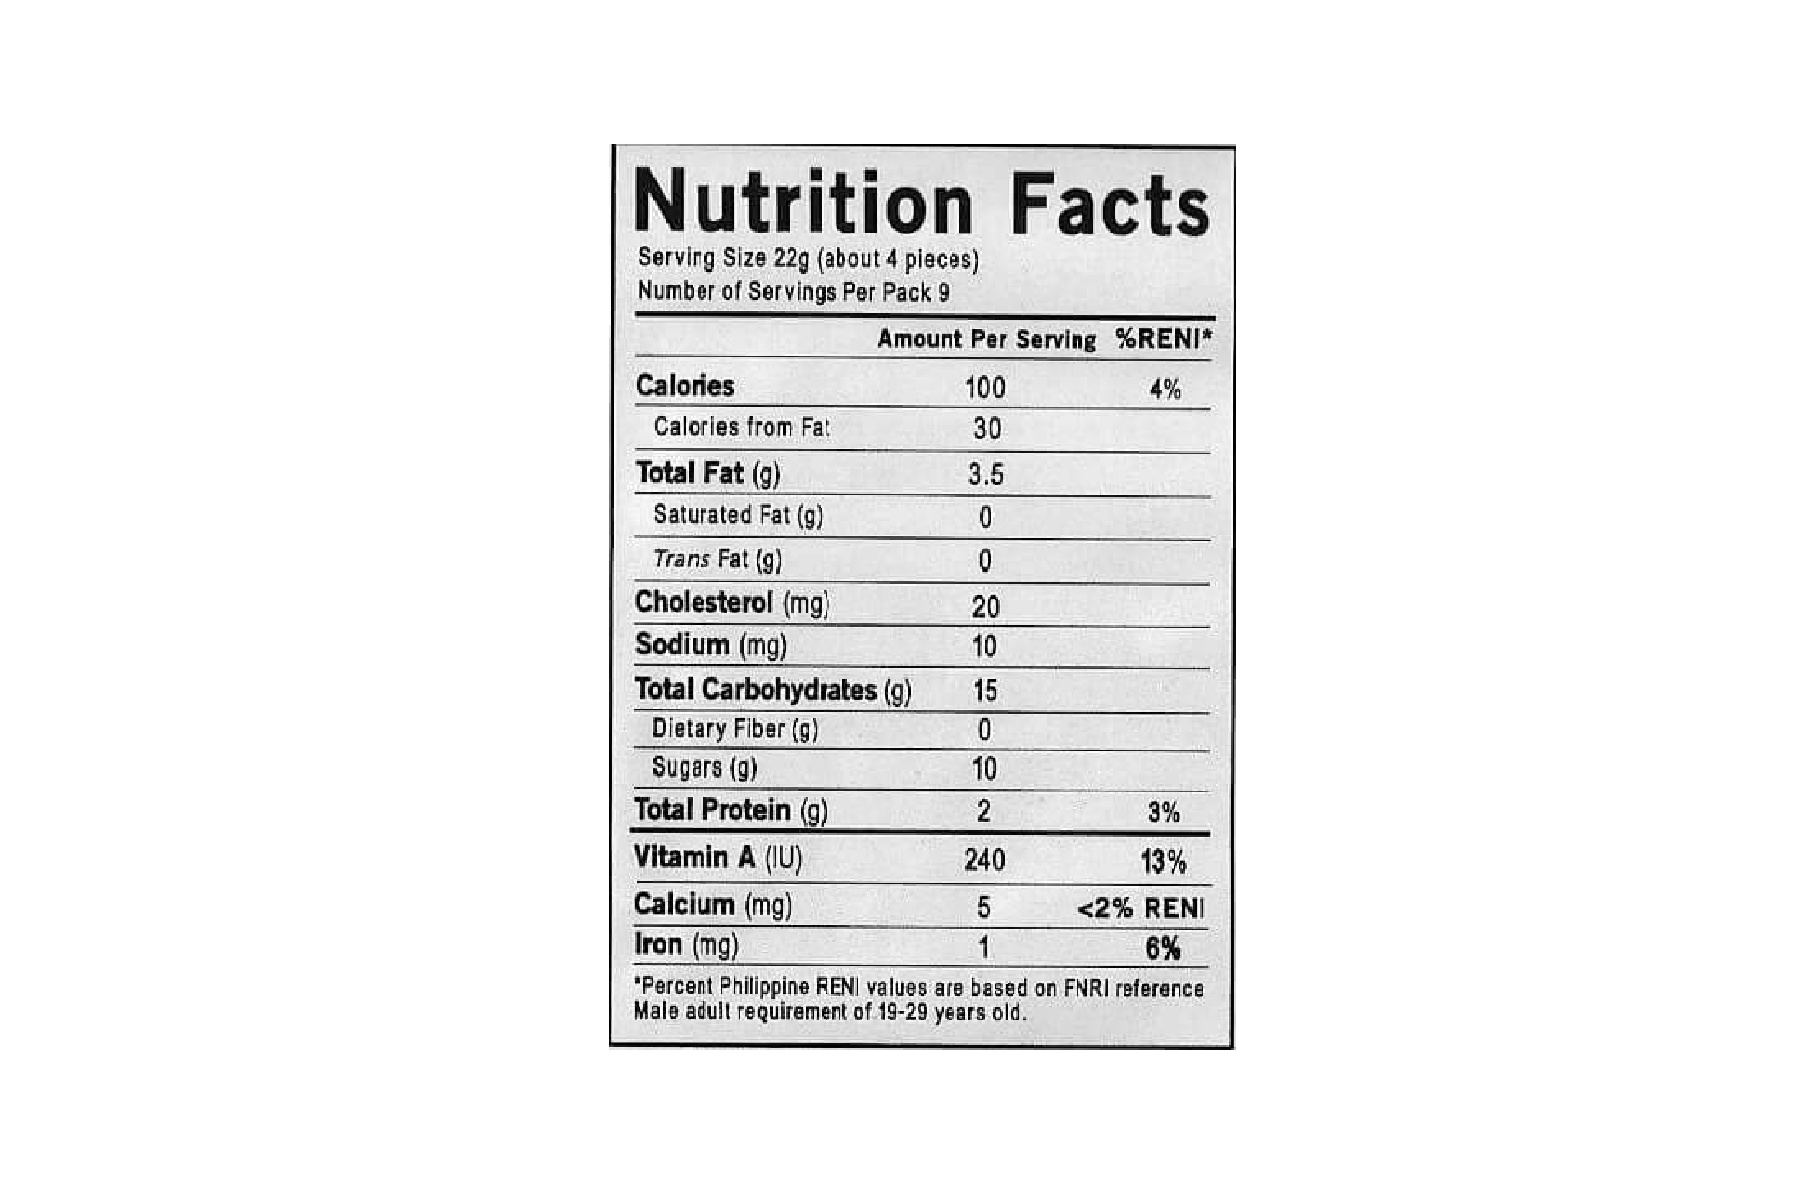 Nutrition Facts
Serving Size 22g (about 4 pieces)
Number of Servings Per Pack 9
Amount Per Serving %RENI*
Calories 100 4%
Calories from Fat 30
Total Fat (g) 3.5
Saturated Fat (g) 0
Trans Fat (g) 0
Cholesterol (mg) 20
Sodium (mg) 10
Total Carbohydrates (g) 15
Dietary Fiber (g) 0
Sugars (g) 10
Total Protein (g) 2 3%
Vitamin A (IU) 240 13%
Calcium (mg) 5 <2% RENI
Iron (mg) 1 6%
*Percent Philippine RENI values are based on FNRI reference
Male adult requirement of 19-29 years old.